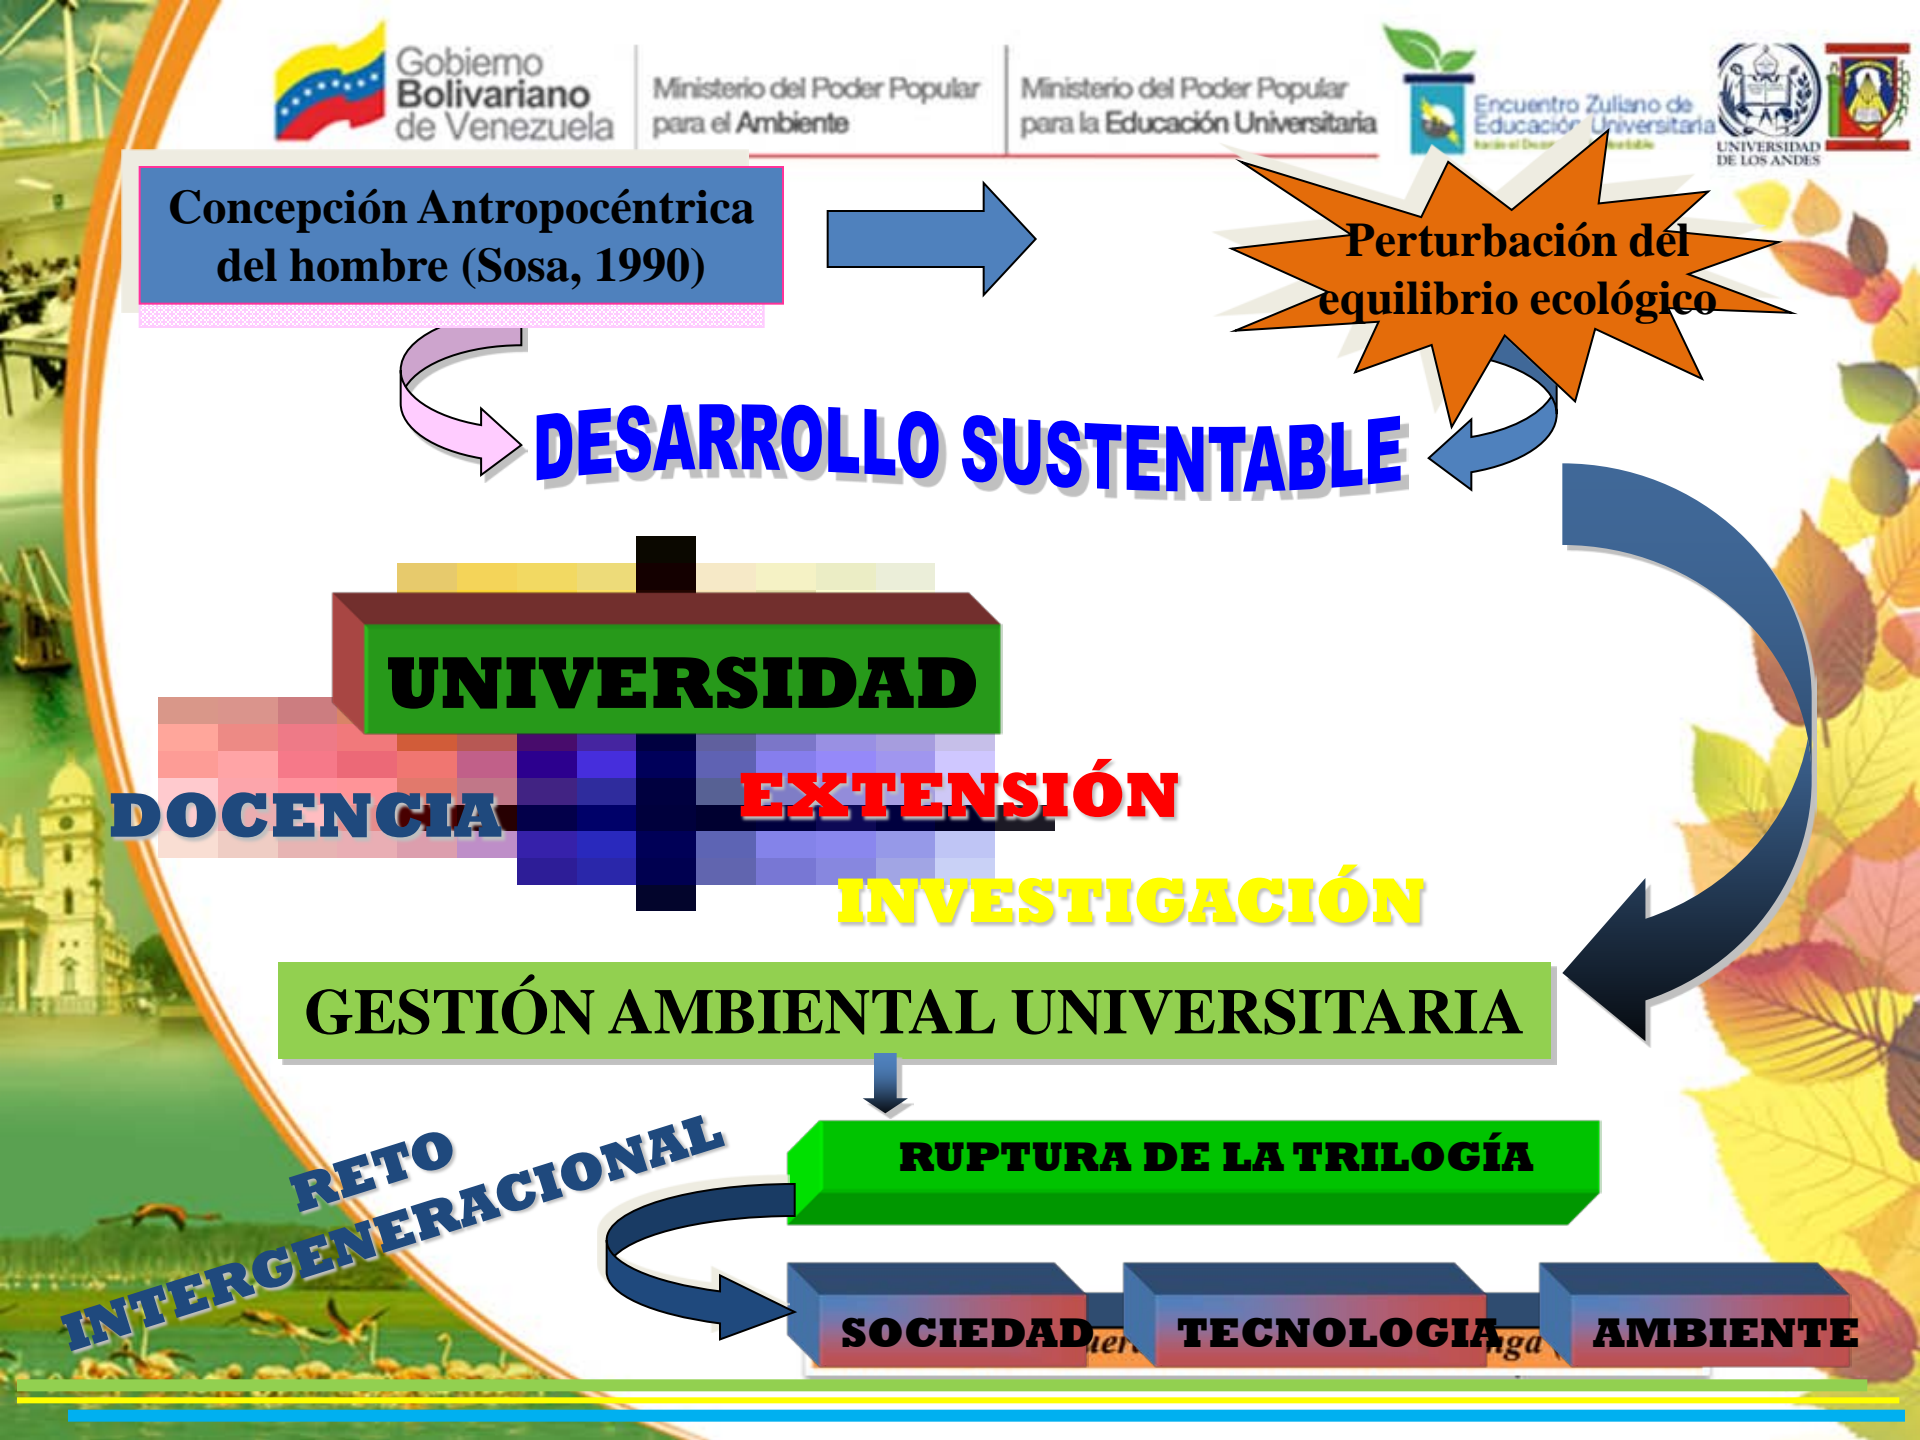 Gobierno
Bolivariano
de Venezuela
Ministerio del Poder Popular
para el Ambiente
Ministerio del Poder Popular
para la Educación Universitaria
Encuentro Zuliano de
Educación Universitaria
UNIVERSIDAD
DE LOS ANDES
Concepción Antropocéntrica
del hombre (Sosa, 1990)
Perturbación del
equilibrio ecológico
DESARROLLO SUSTENTABLE
UNIVERSIDAD
DOCENCIA
EXTENSIÓN
INVESTIGACIÓN
GESTIÓN AMBIENTAL UNIVERSITARIA
RETO
INTERGENERACIONAL
RUPTURA DE LA TRILOGÍA
SOCIEDAD
TECNOLOGIA
AMBIENTE